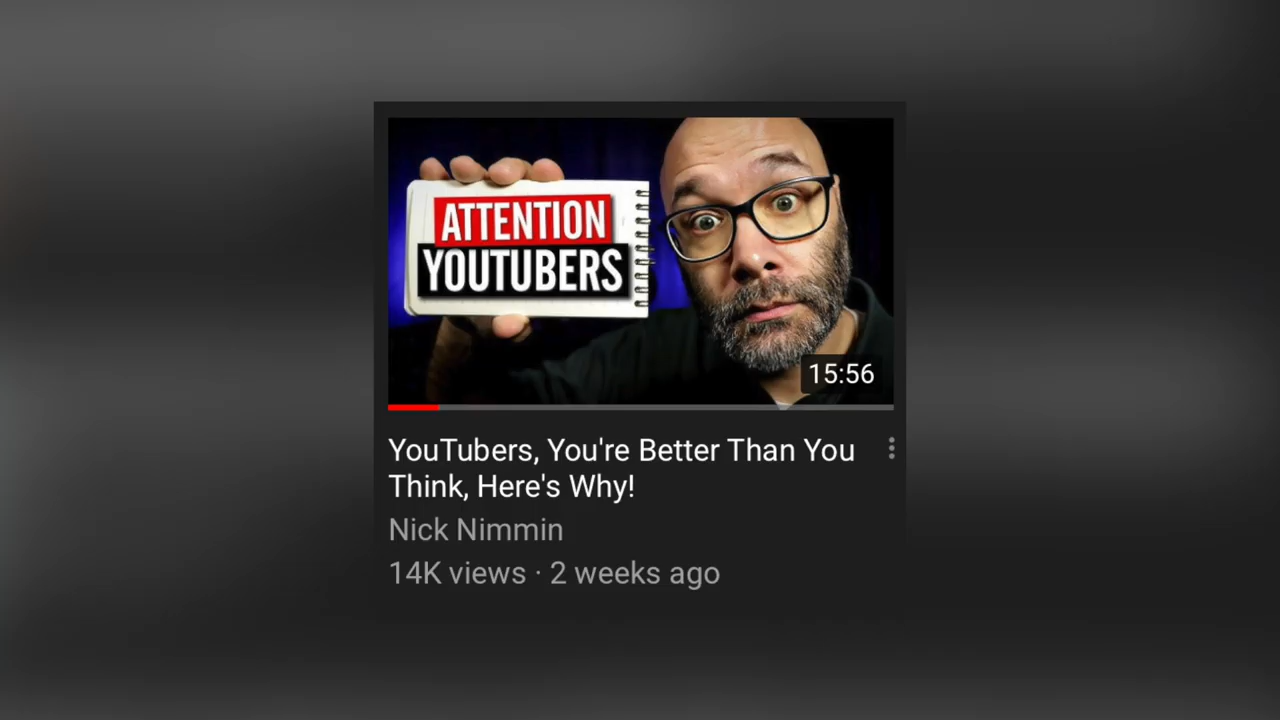 ATTENTION
YOUTUBERS
15:56
YouTubers, You're Better Than You
Think, Here's Why!
Nick Nimmin
14K views · 2 weeks ago